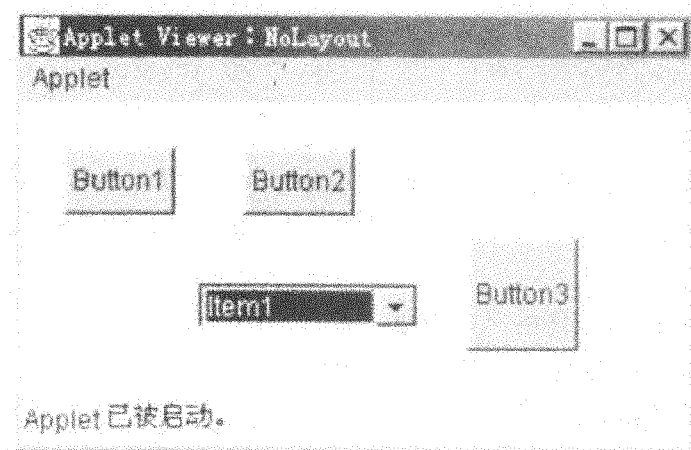 Applet Viewer: NoLayout
Applet
Button1 Button2
Item1 Button3
Applet 已被启动。